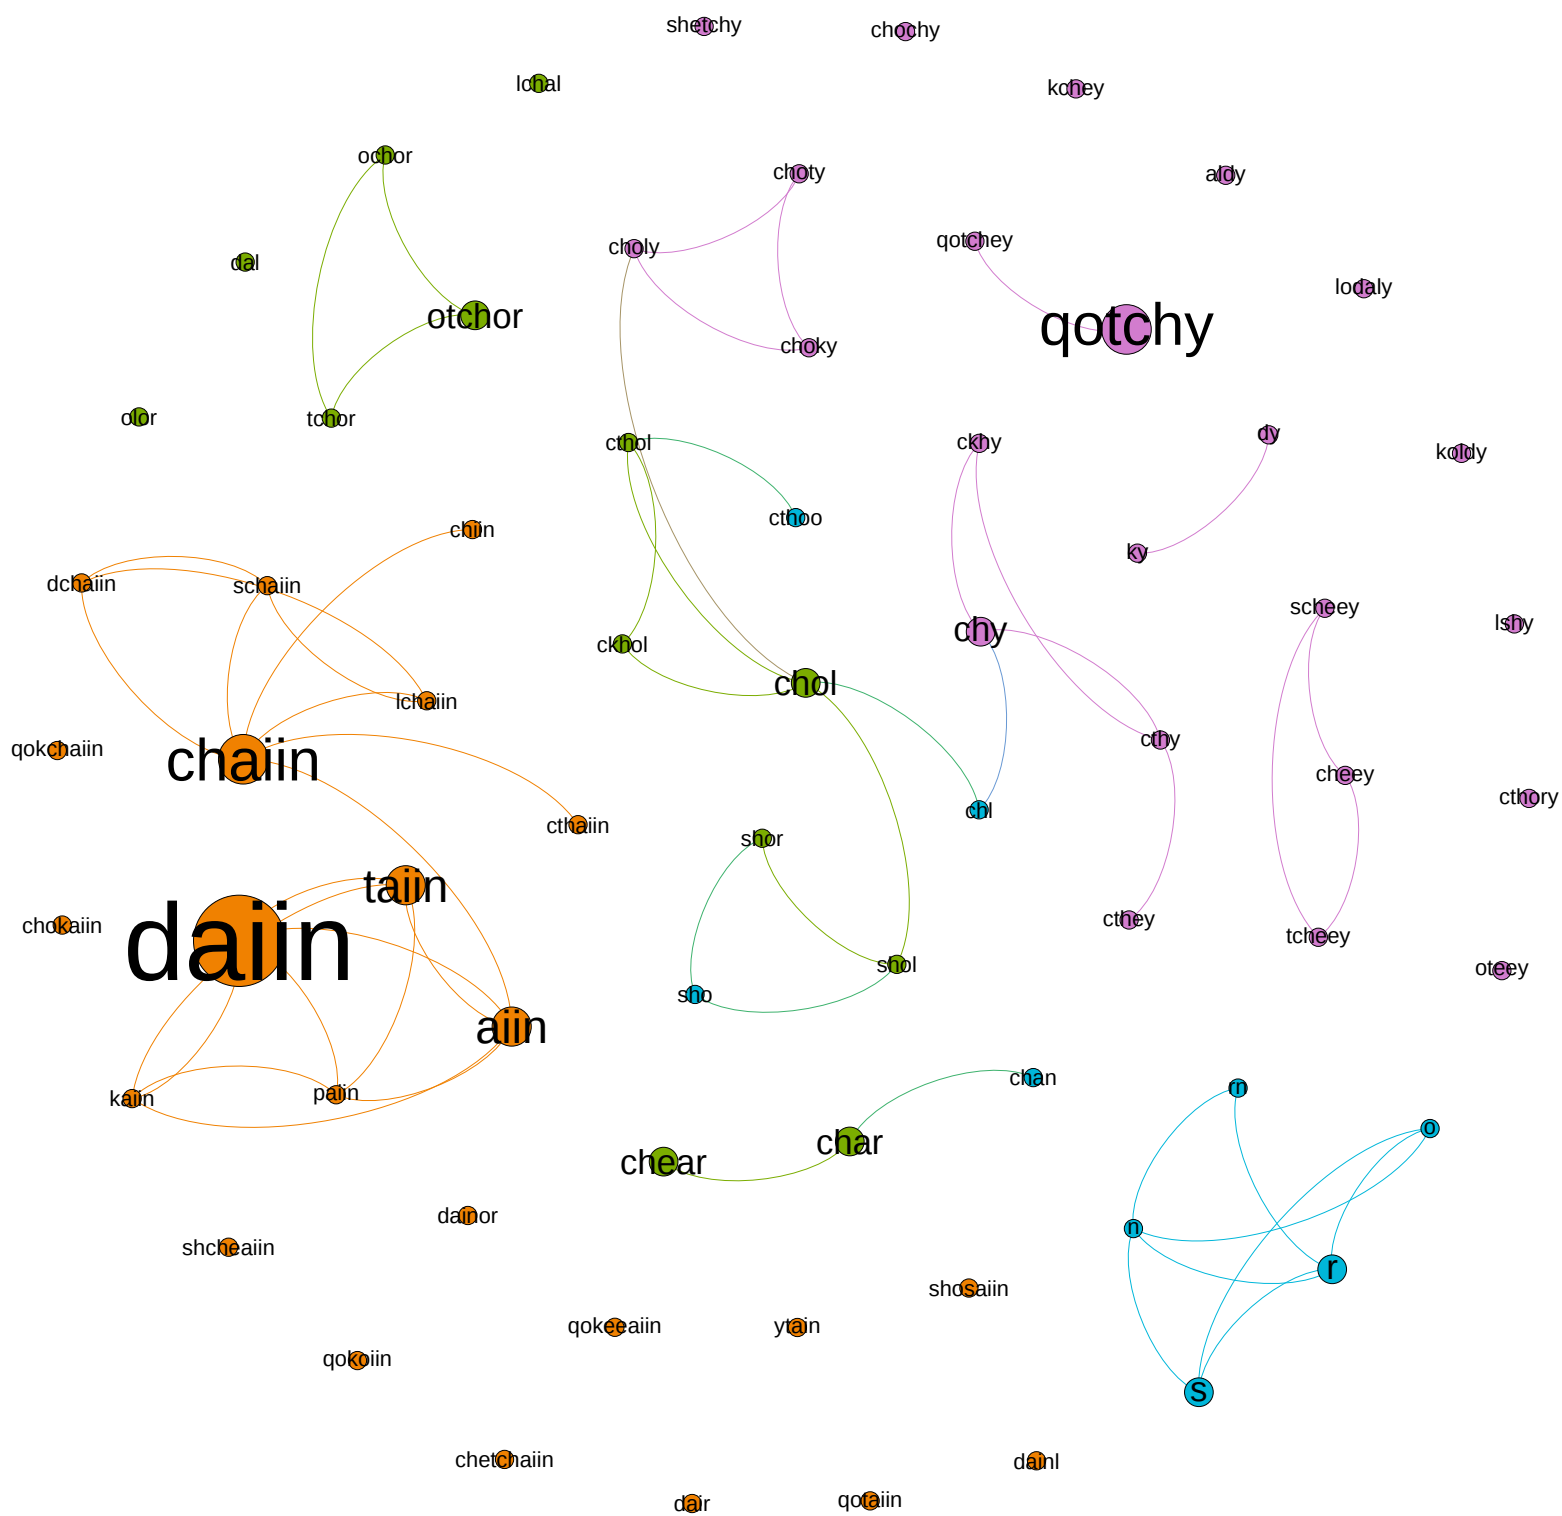 shetchy
chochy
lchal
kchey
ochor
choty
aldy
qotchey
choly
dal
lodaly
otchor
qotchy
choky
olor
tchor
cthol
ckhy
dy
koldy
cthoo
chiin
ky
dchaiin
schaiin
scheey
lshy
chy
ckhol
chol
lchaiin
cthy
qokchaiin
chaiin
cheey
cthory
chl
cthaiin
shor
taiin
cthey
chokaiin
daiin
tcheey
shol
oteey
sho
aiin
chan
rn
paiin
kaiin
o
char
chear
dainor
n
shcheaiin
r
shosaiin
qokeeaiin
ytain
qokoiin
s
chetchaiin
dainl
qotaiin
dair